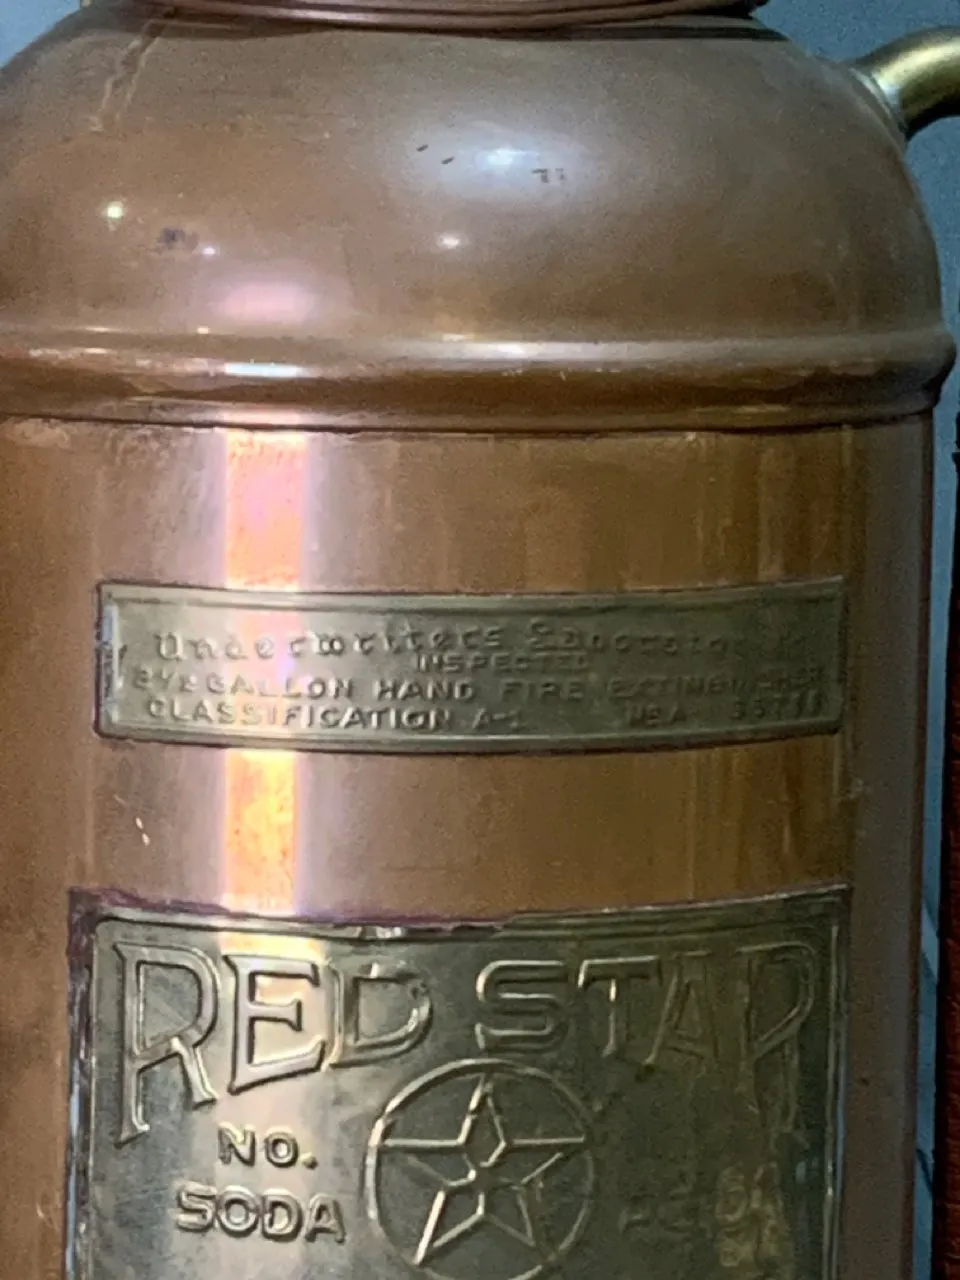 Underwriters Laboratories
INSPECTED
2½ GALLON HAND FIRE EXTINGUISHER
CLASSIFICATION A-1
RED STAR
NO.
SODA